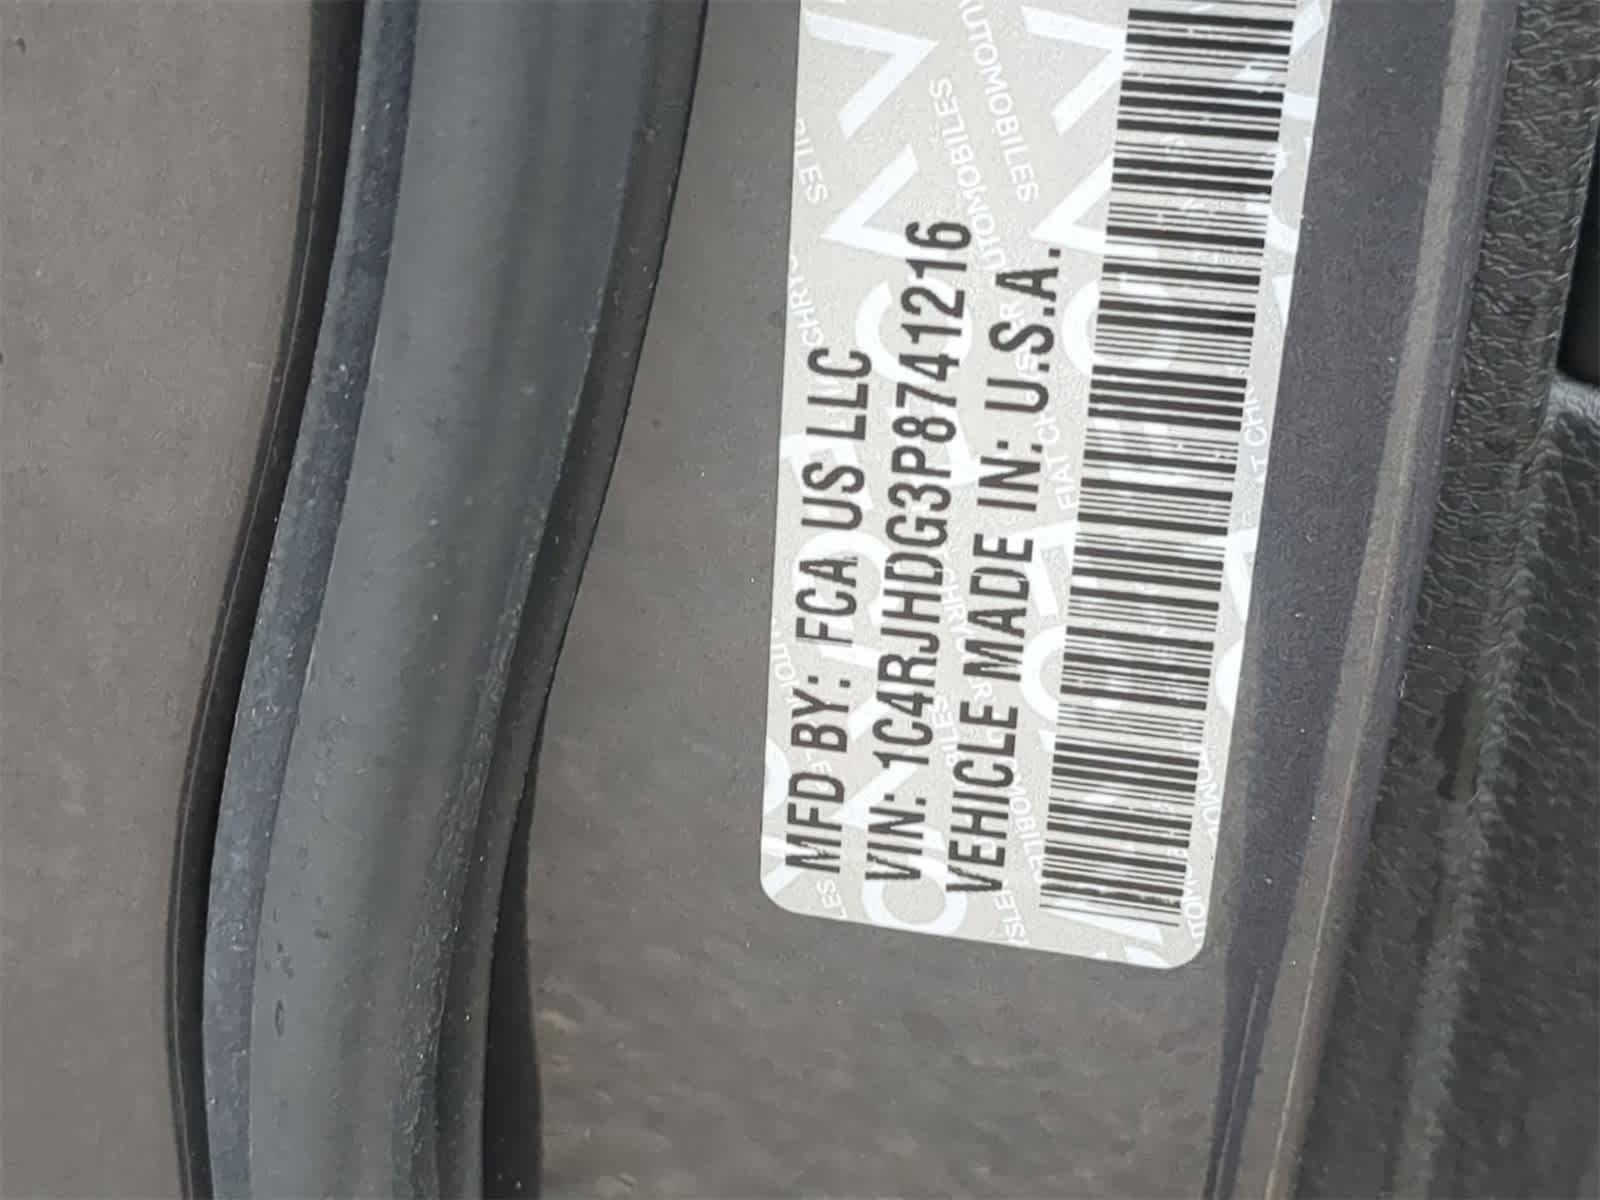 MFD BY: FCA US LLC
VIN: 1C4RJHDG3P8741216
VEHICLE MADE IN: U.S.A.